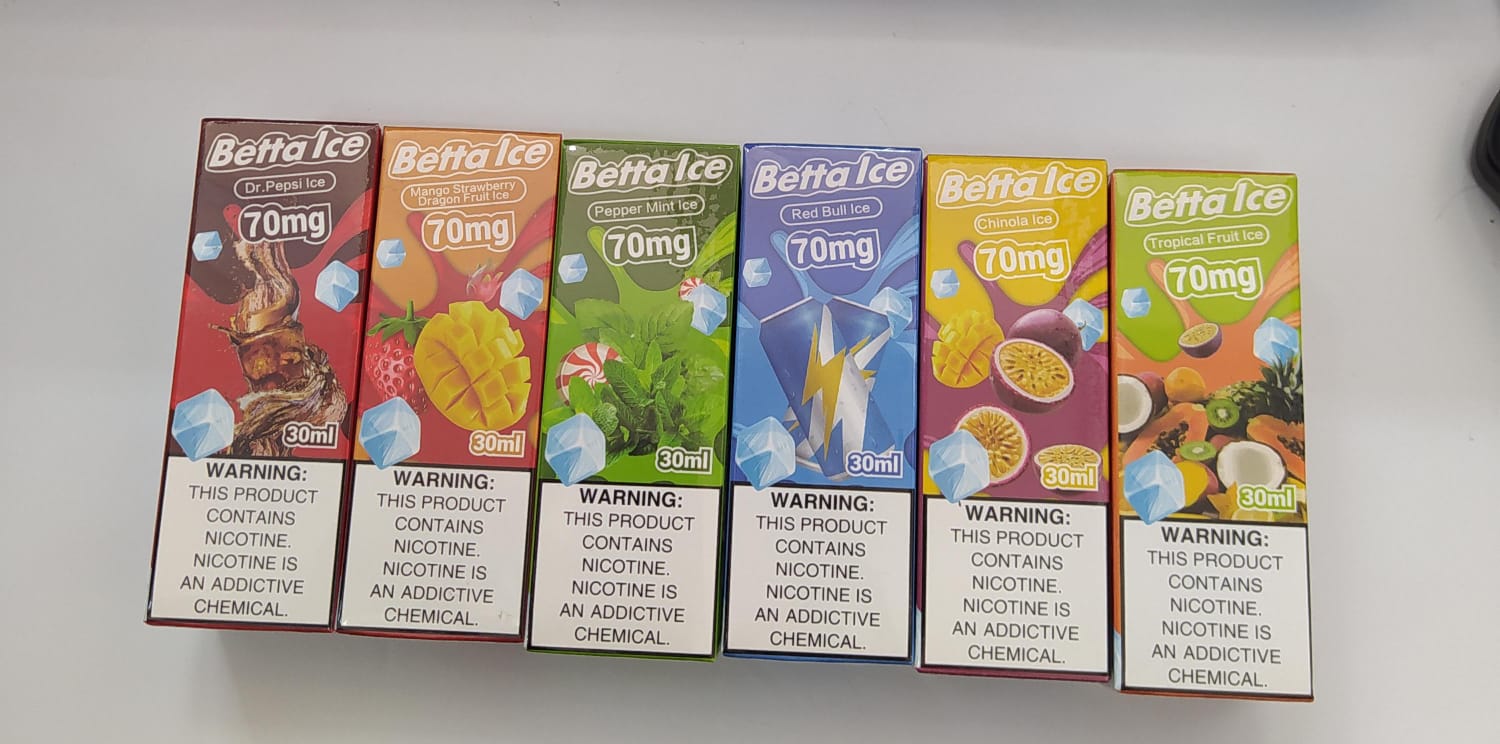 Betta Ice
Dr.Pepsi Ice
70mg
30ml
WARNING:
THIS PRODUCT
CONTAINS
NICOTINE.
NICOTINE IS
AN ADDICTIVE
CHEMICAL.
Betta Ice
Mango Strawberry
Dragon Fruit Ice
70mg
30ml
WARNING:
THIS PRODUCT
CONTAINS
NICOTINE.
NICOTINE IS
AN ADDICTIVE
CHEMICAL.
Betta Ice
Pepper Mint Ice
70mg
30ml
WARNING:
THIS PRODUCT
CONTAINS
NICOTINE.
NICOTINE IS
AN ADDICTIVE
CHEMICAL.
Betta Ice
Red Bull Ice
70mg
30ml
WARNING:
THIS PRODUCT
CONTAINS
NICOTINE.
NICOTINE IS
AN ADDICTIVE
CHEMICAL.
Betta Ice
Chinola Ice
70mg
30ml
WARNING:
THIS PRODUCT
CONTAINS
NICOTINE.
NICOTINE IS
AN ADDICTIVE
CHEMICAL.
Betta Ice
Tropical Fruit Ice
70mg
30ml
WARNING:
THIS PRODUCT
CONTAINS
NICOTINE.
NICOTINE IS
AN ADDICTIVE
CHEMICAL.